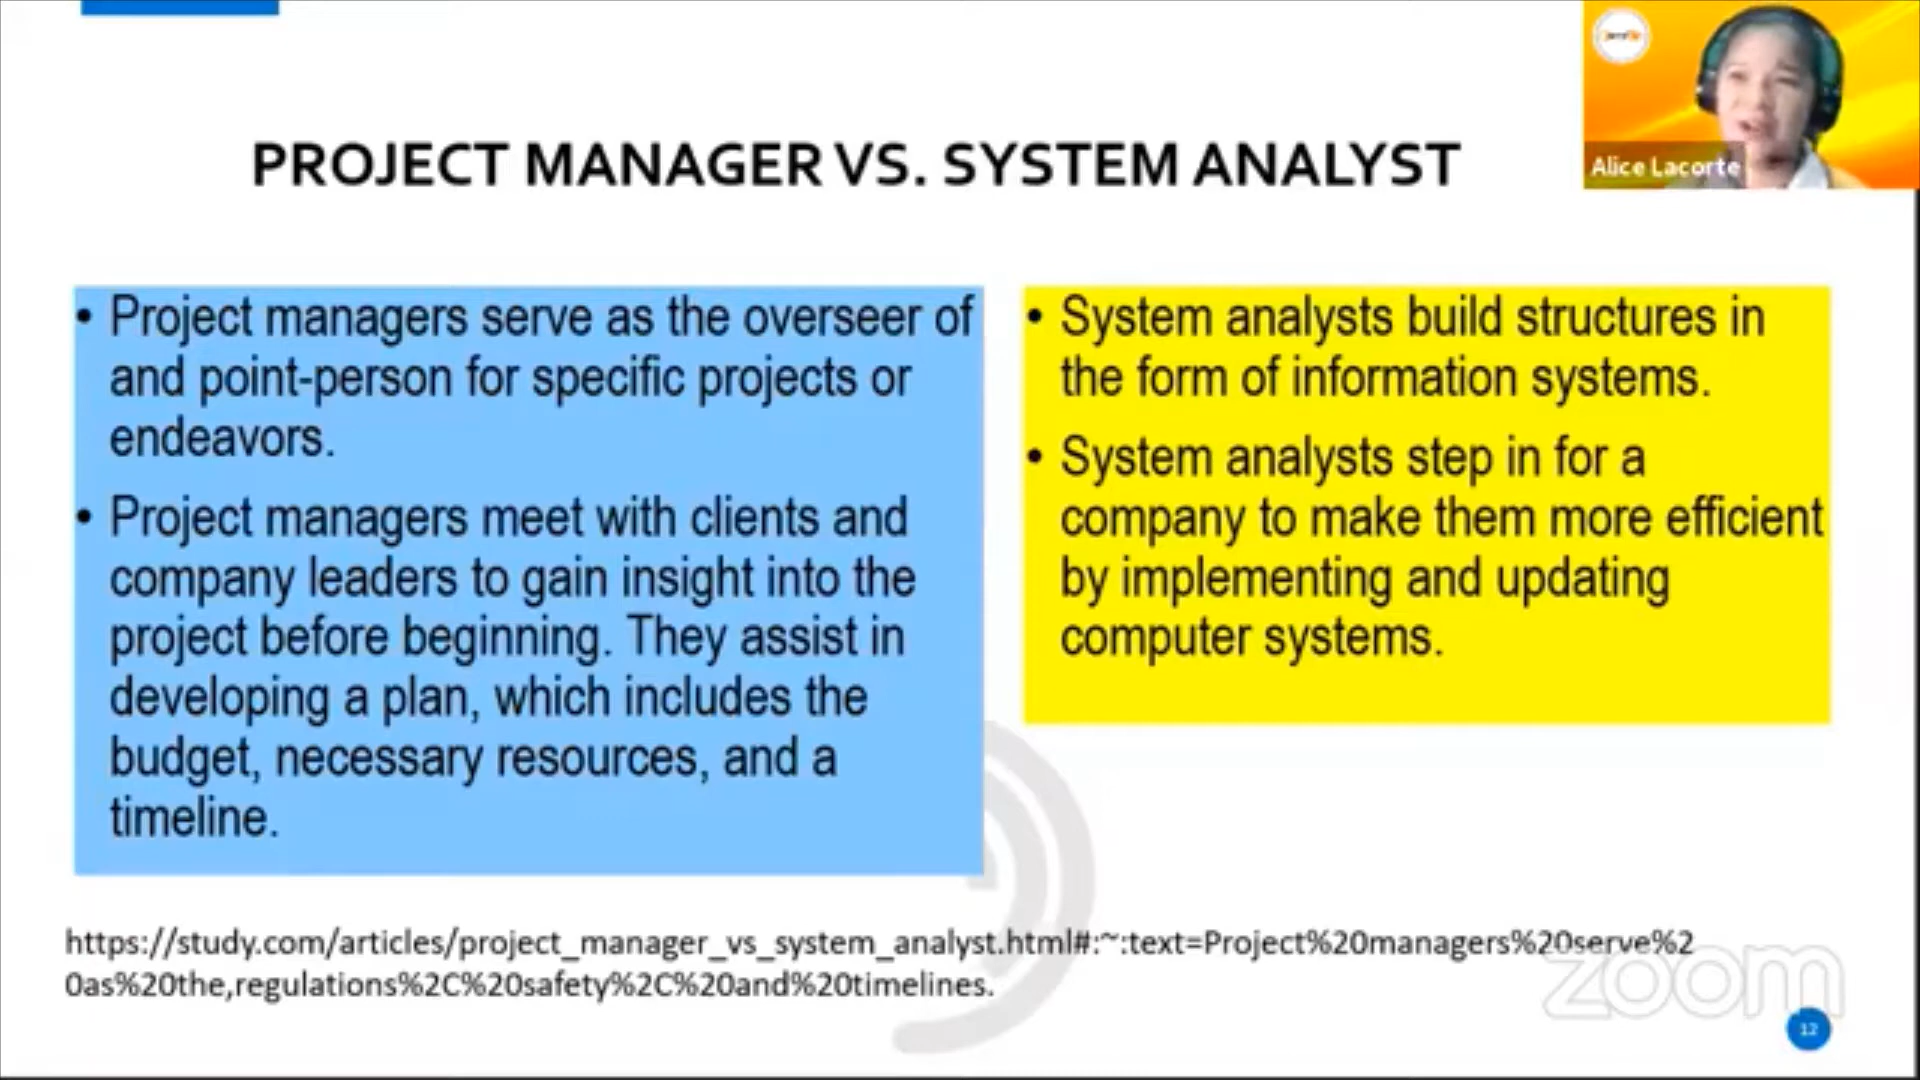 PROJECT MANAGER VS. SYSTEM ANALYST
Alice Lacorte
• Project managers serve as the overseer of
and point-person for specific projects or
endeavors.
• Project managers meet with clients and
company leaders to gain insight into the
project before beginning. They assist in
developing a plan, which includes the
budget, necessary resources, and a
timeline.
• System analysts build structures in
the form of information systems.
• System analysts step in for a
company to make them more efficient
by implementing and updating
computer systems.
https://study.com/articles/project_manager_vs_system_analyst.html#:~:text=Project%20managers%20serve%2
0as%20the,regulations%2C%20safety%2C%20and%20timelines.
zoom
12